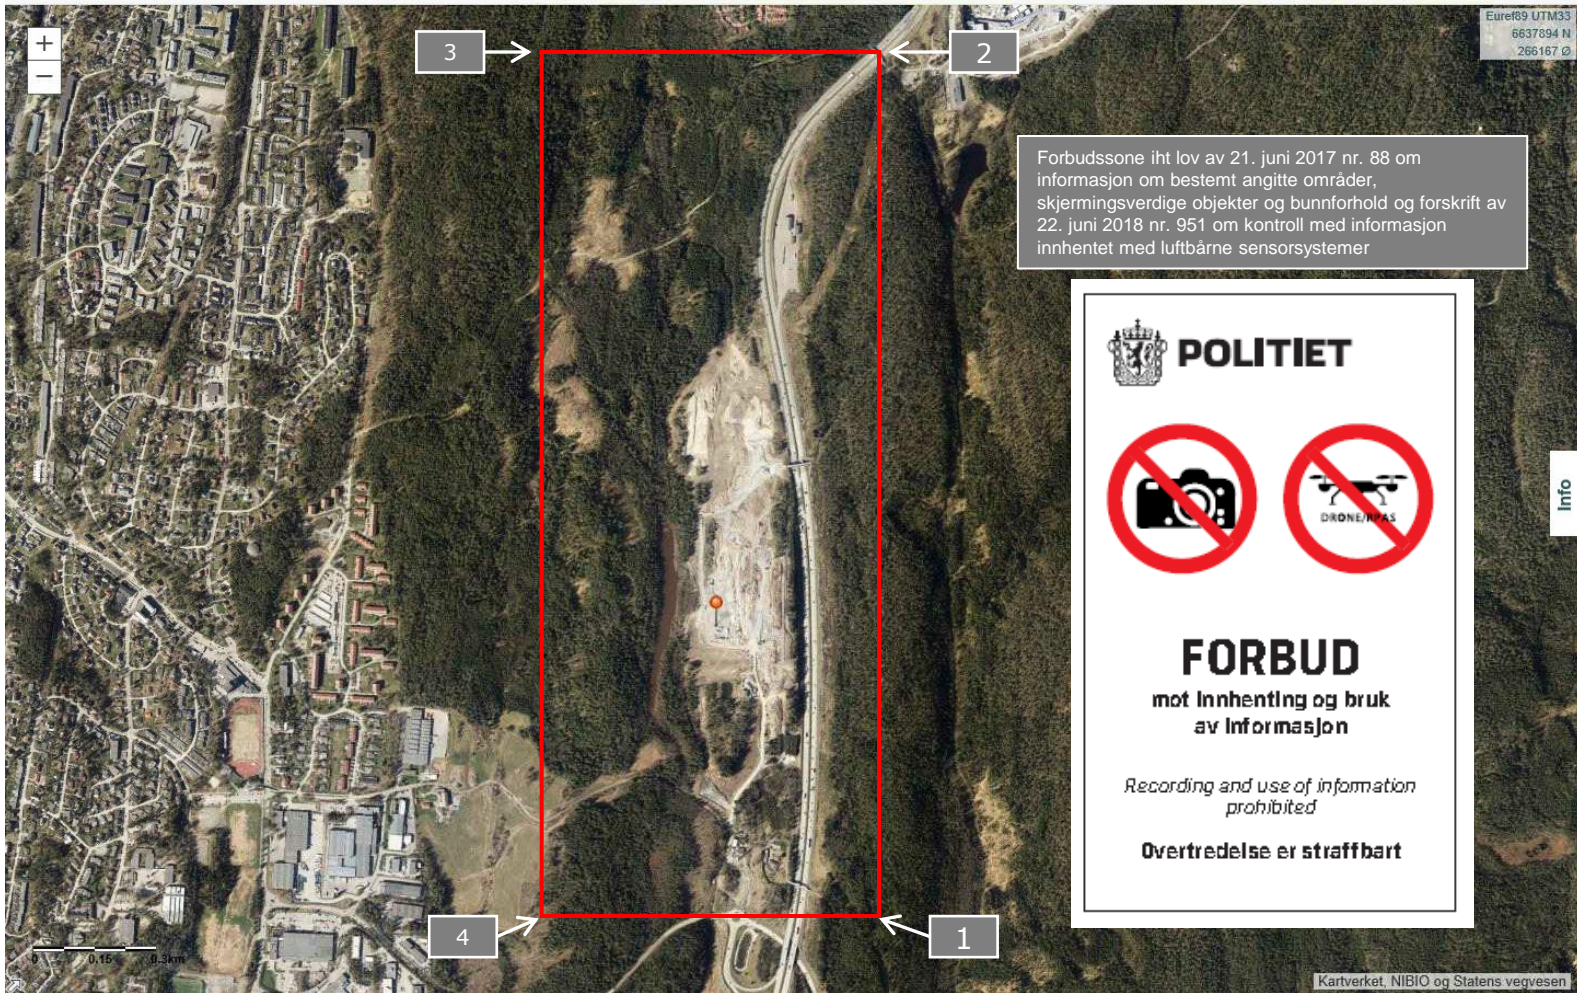 Euref89 UTM33
6637894 N
266167 Ø
+
−
3
2
Forbudssone iht lov av 21. juni 2017 nr. 88 om
informasjon om bestemt angitte områder,
skjermingsverdige objekter og bunnforhold og forskrift av
22. juni 2018 nr. 951 om kontroll med informasjon
innhentet med luftbårne sensorsystemer
POLITIET
DRONE/RPAS
FORBUD
mot innhenting og bruk
av informasjon
Recording and use of information
prohibited
Overtredelse er straffbart
Info
4
1
0 0.15 0.3km
Kartverket, NIBIO og Statens vegvesen